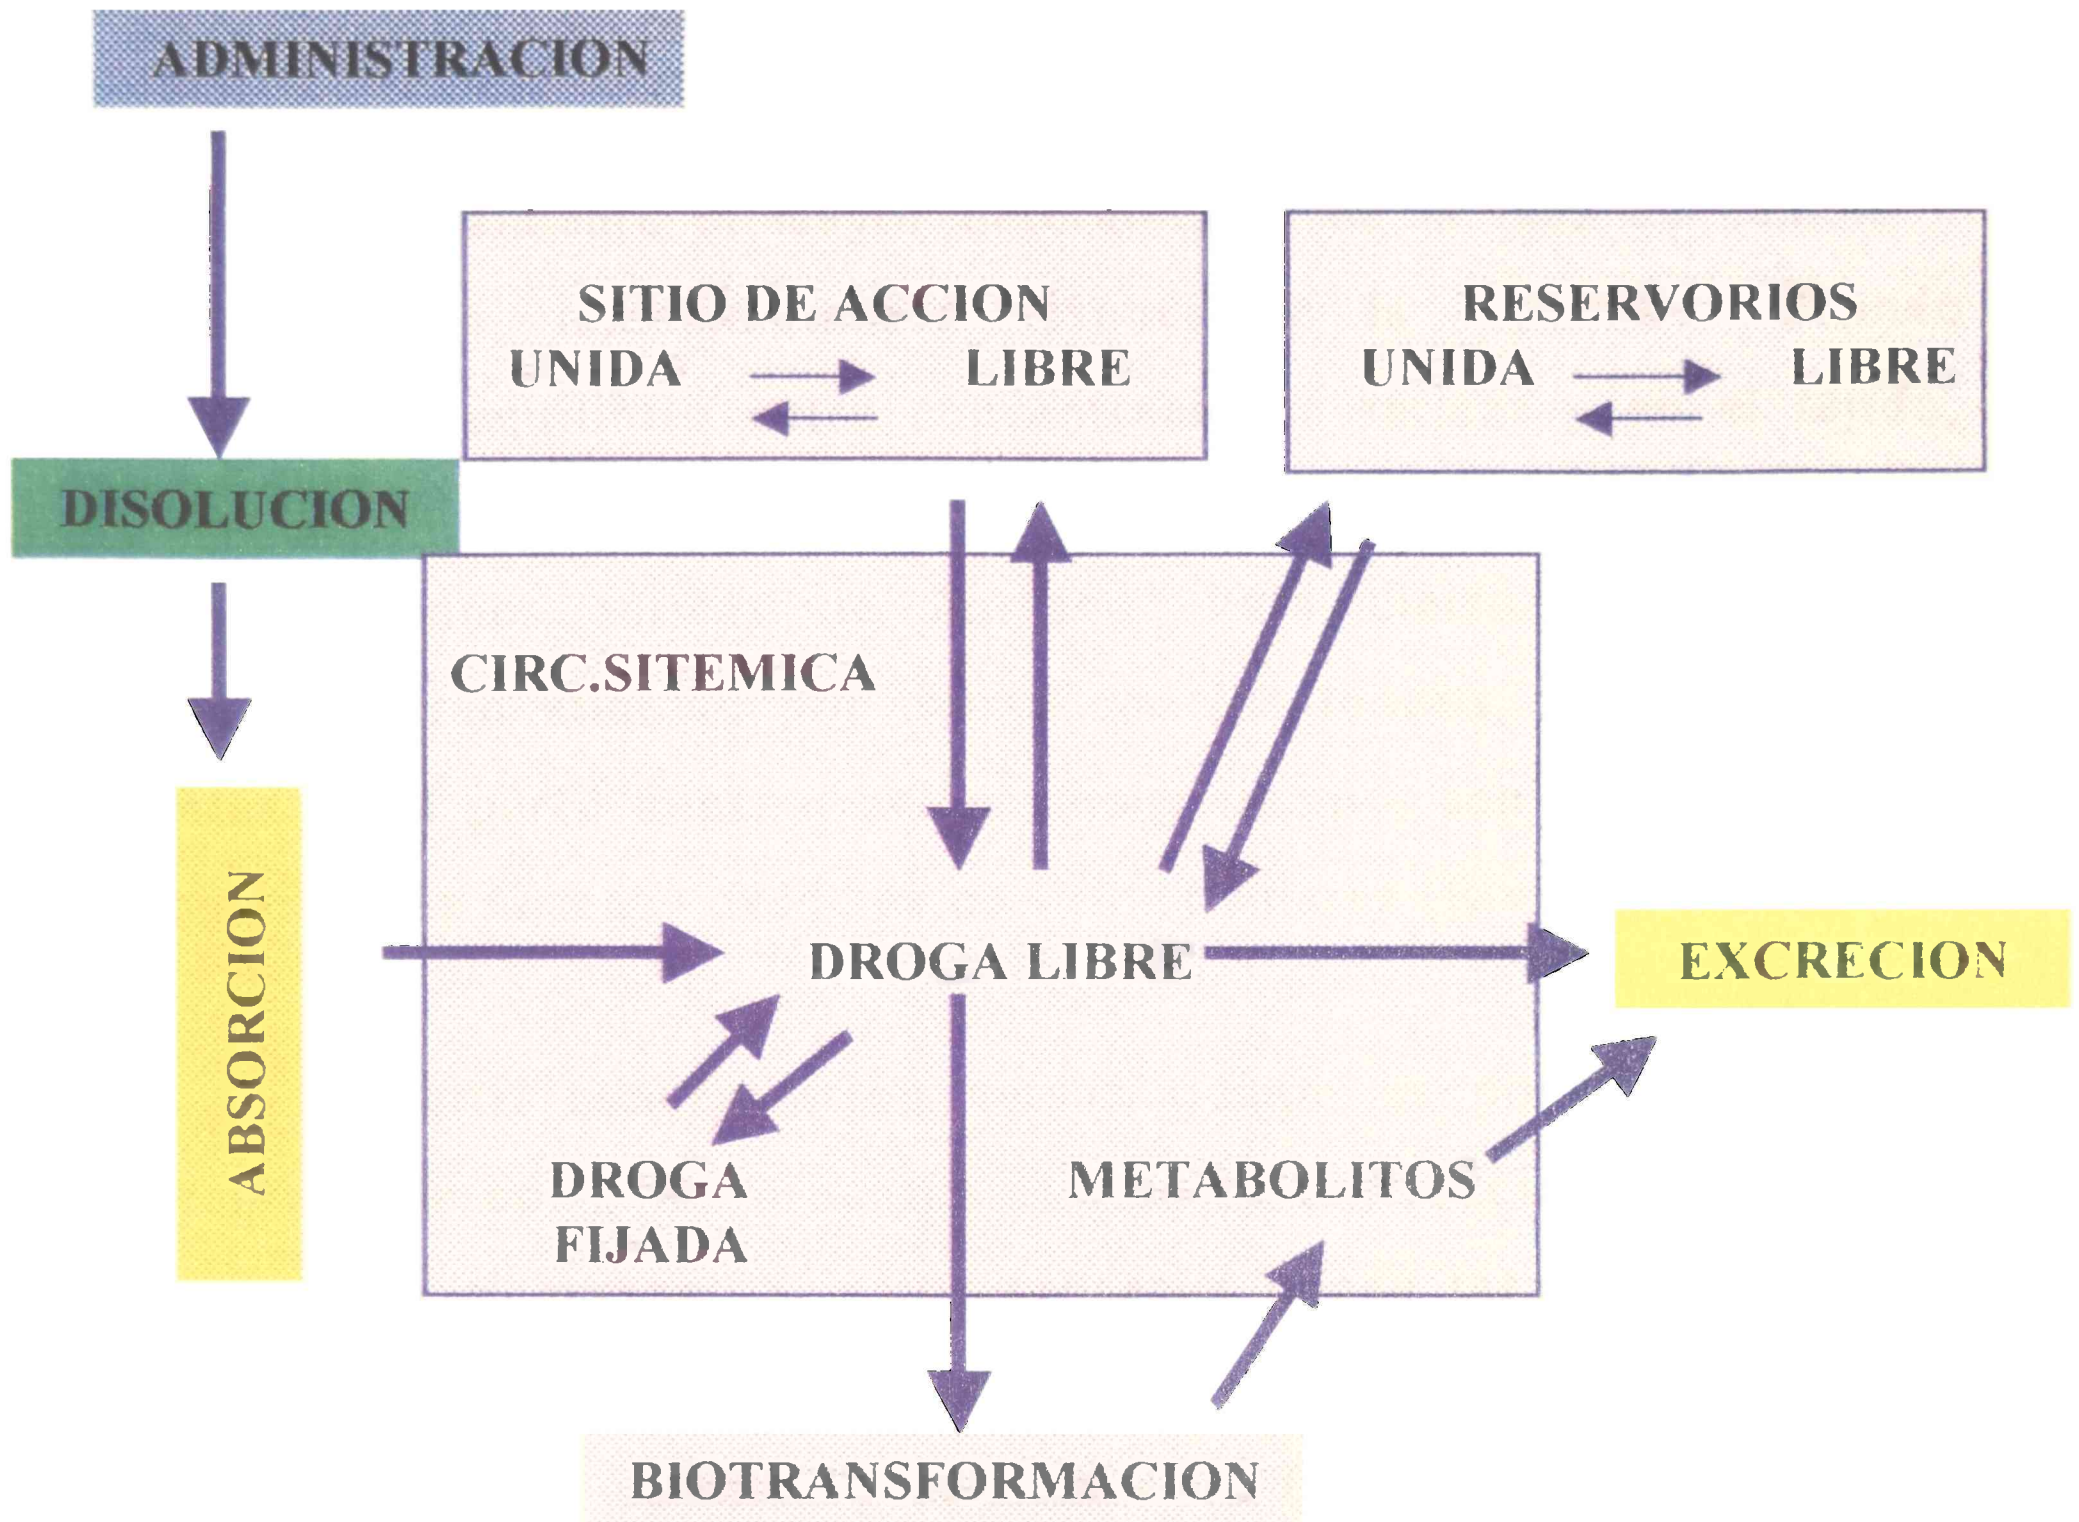 ADMINISTRACION
SITIO DE ACCION
UNIDA LIBRE
RESERVORIOS
UNIDA LIBRE
DISOLUCION
CIRC.SITEMICA
ABSORCION
DROGA LIBRE
EXCRECION
DROGA
FIJADA
METABOLITOS
BIOTRANSFORMACION